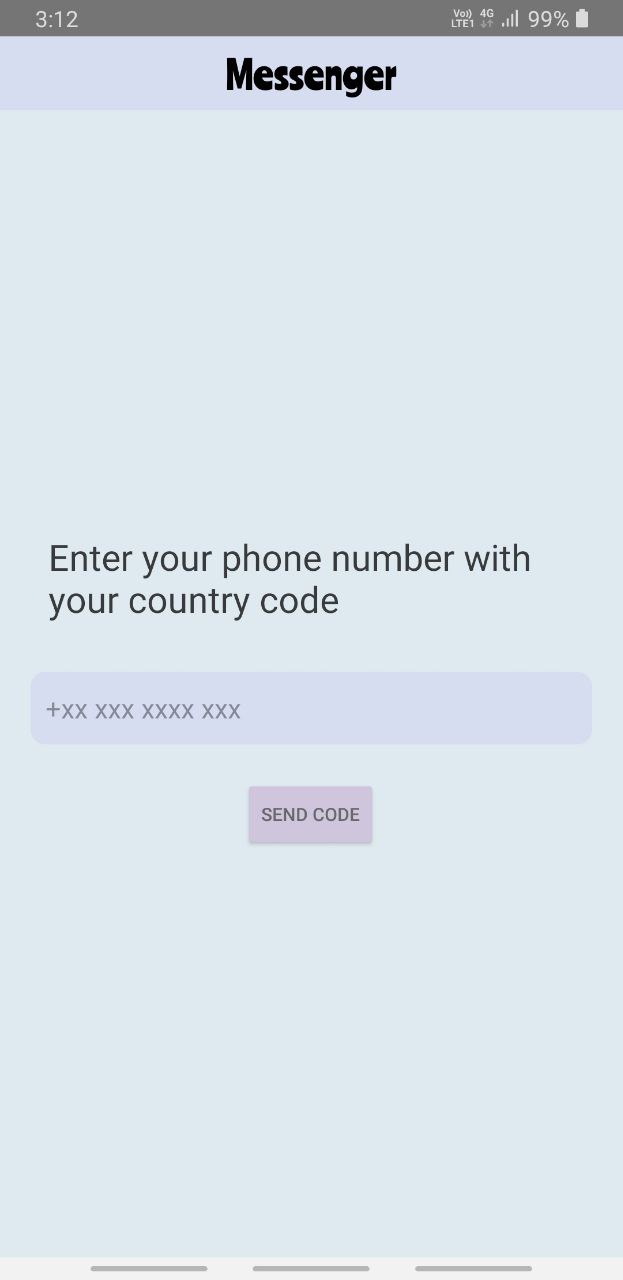 3:12
Vo)) 4G 99%
LTE1
Messenger
Enter your phone number with
your country code
+xx xxx xxxx xxx
SEND CODE